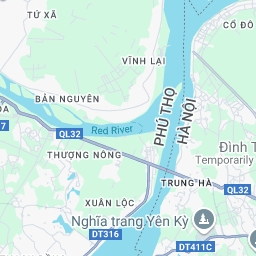 TỨ XÃ
CỔ ĐÔ
VĨNH LẠI
BẢN NGUYÊN
PHÚ THỌ
HÀ NỘI
7
QL32
Red River
Đình T
Temporarily
THƯỢNG NÔNG
TRUNG HÀ
QL32
XUÂN LỘC
Nghĩa trang Yên Kỳ
DT316
DT411C